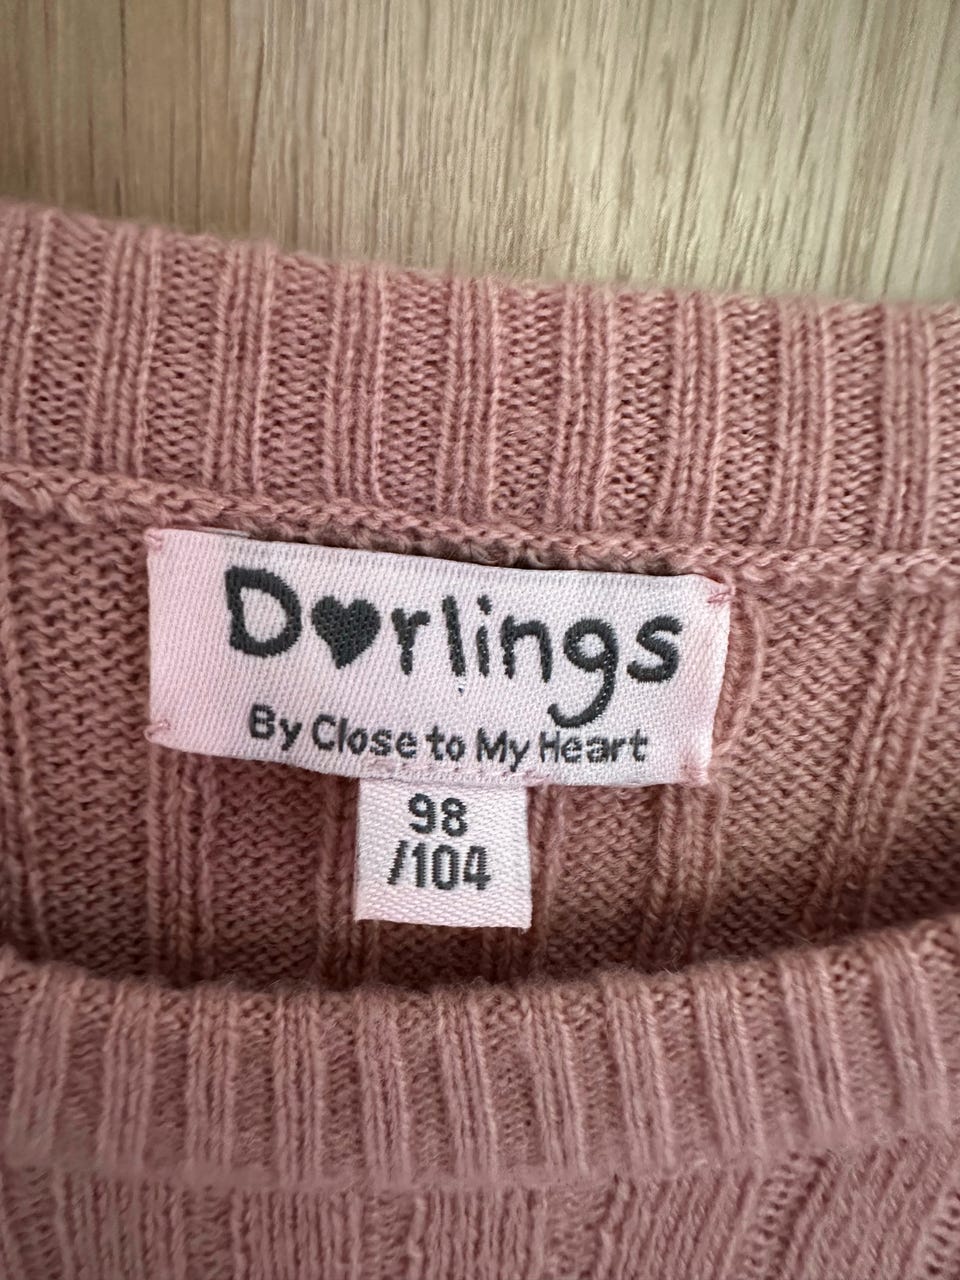 D♥rlings
By Close to My Heart
98
/104